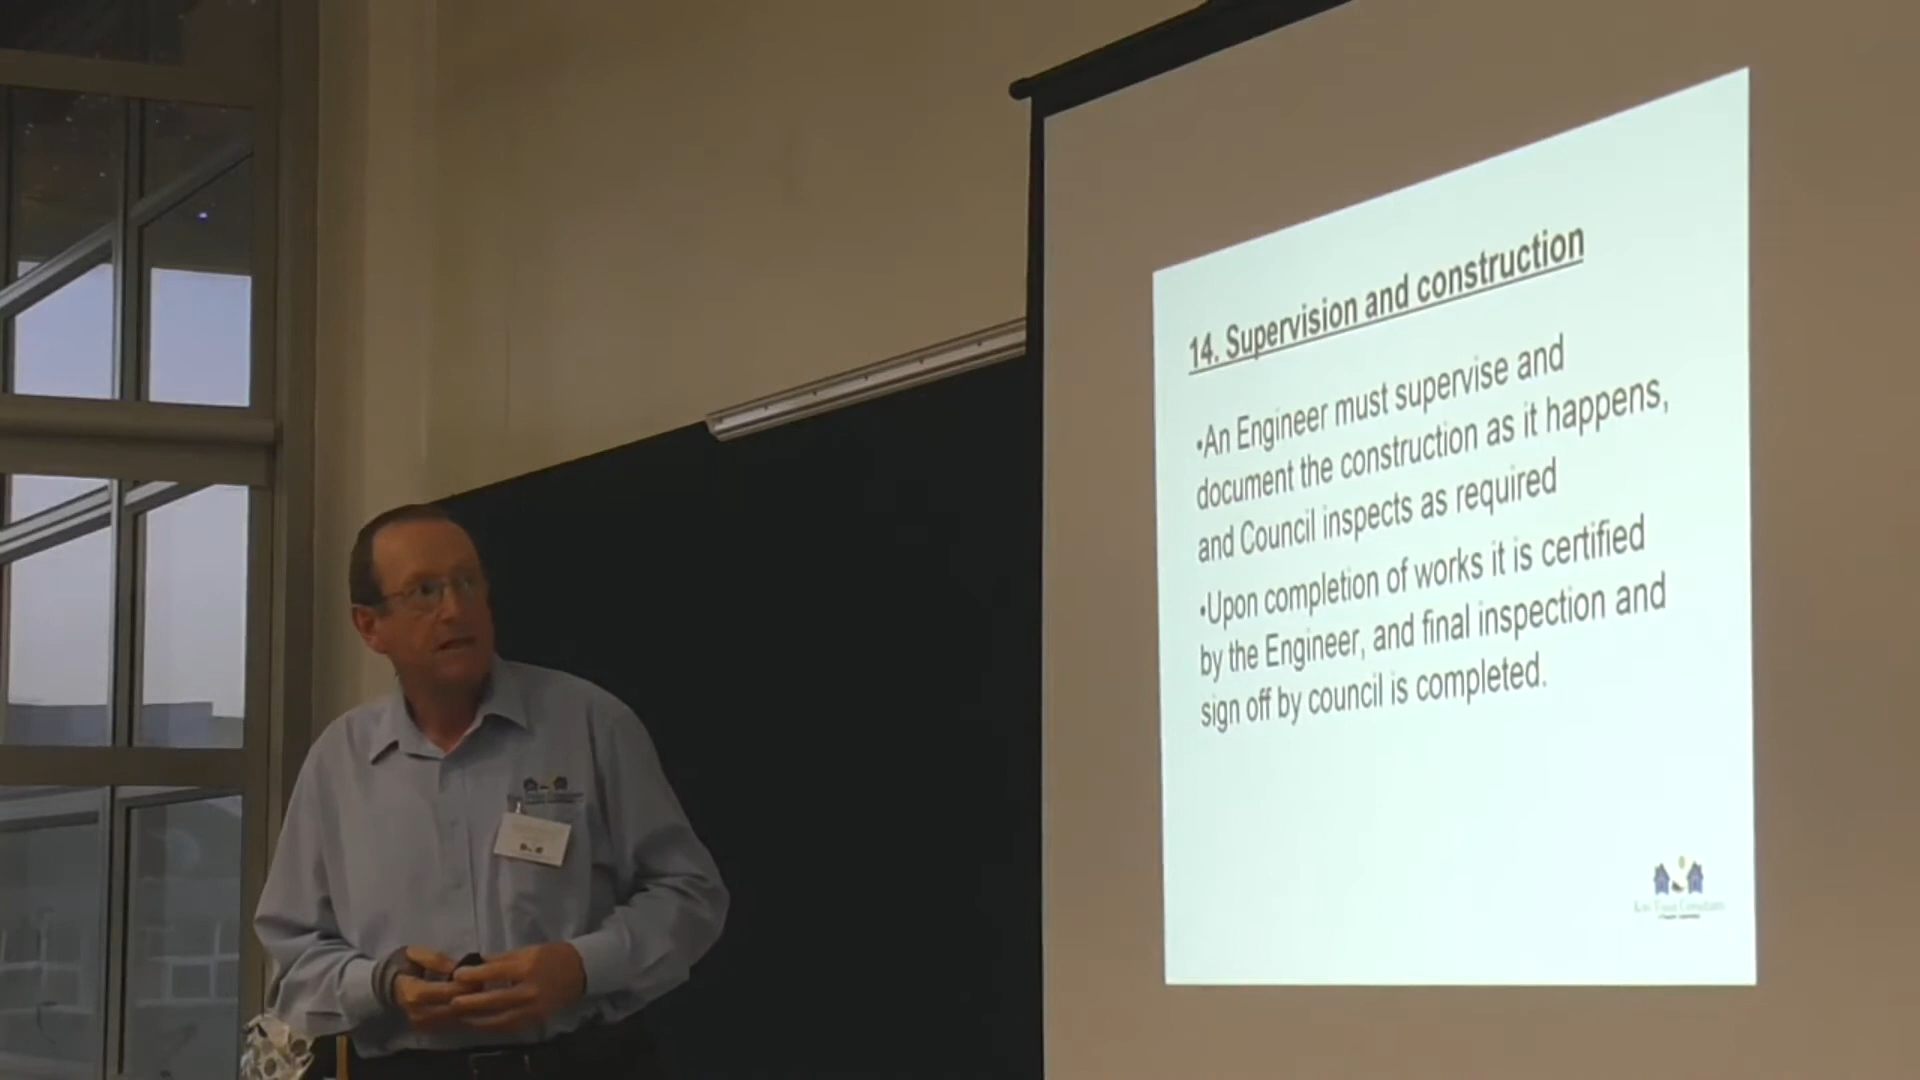 14. Supervision and construction
•An Engineer must supervise and
document the construction as it happens,
and Council inspects as required
•Upon completion of works it is certified
by the Engineer, and final inspection and
sign off by council is completed.